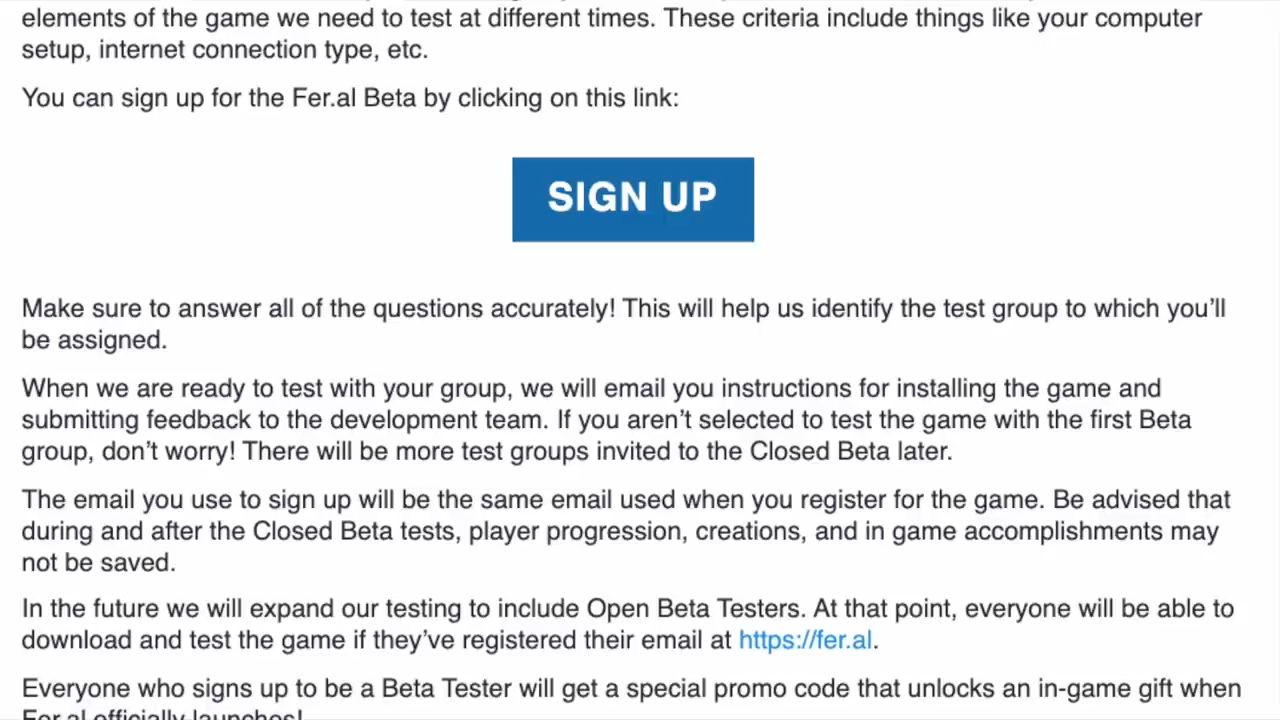 elements of the game we need to test at different times. These criteria include things like your computer
setup, internet connection type, etc.
You can sign up for the Fer.al Beta by clicking on this link:
SIGN UP
Make sure to answer all of the questions accurately! This will help us identify the test group to which you’ll
be assigned.
When we are ready to test with your group, we will email you instructions for installing the game and
submitting feedback to the development team. If you aren’t selected to test the game with the first Beta
group, don’t worry! There will be more test groups invited to the Closed Beta later.
The email you use to sign up will be the same email used when you register for the game. Be advised that
during and after the Closed Beta tests, player progression, creations, and in game accomplishments may
not be saved.
In the future we will expand our testing to include Open Beta Testers. At that point, everyone will be able to
download and test the game if they’ve registered their email at https://fer.al.
Everyone who signs up to be a Beta Tester will get a special promo code that unlocks an in-game gift when
Fer.al officially launches!